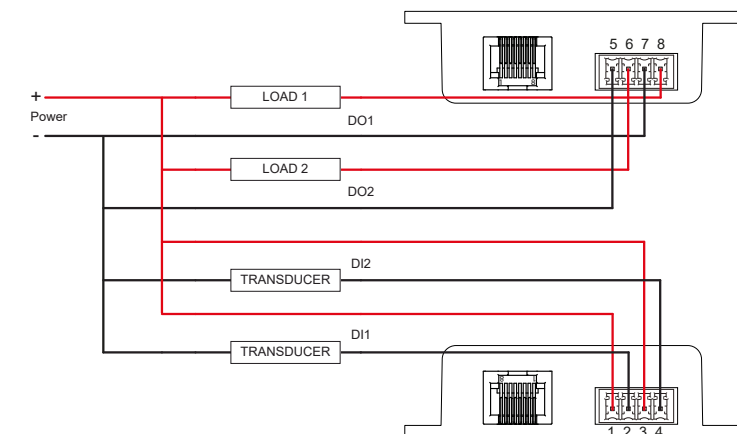 5 6 7 8
+
LOAD 1
Power
DO1
-
LOAD 2
DO2
DI2
TRANSDUCER
DI1
TRANSDUCER
1 2 3 4